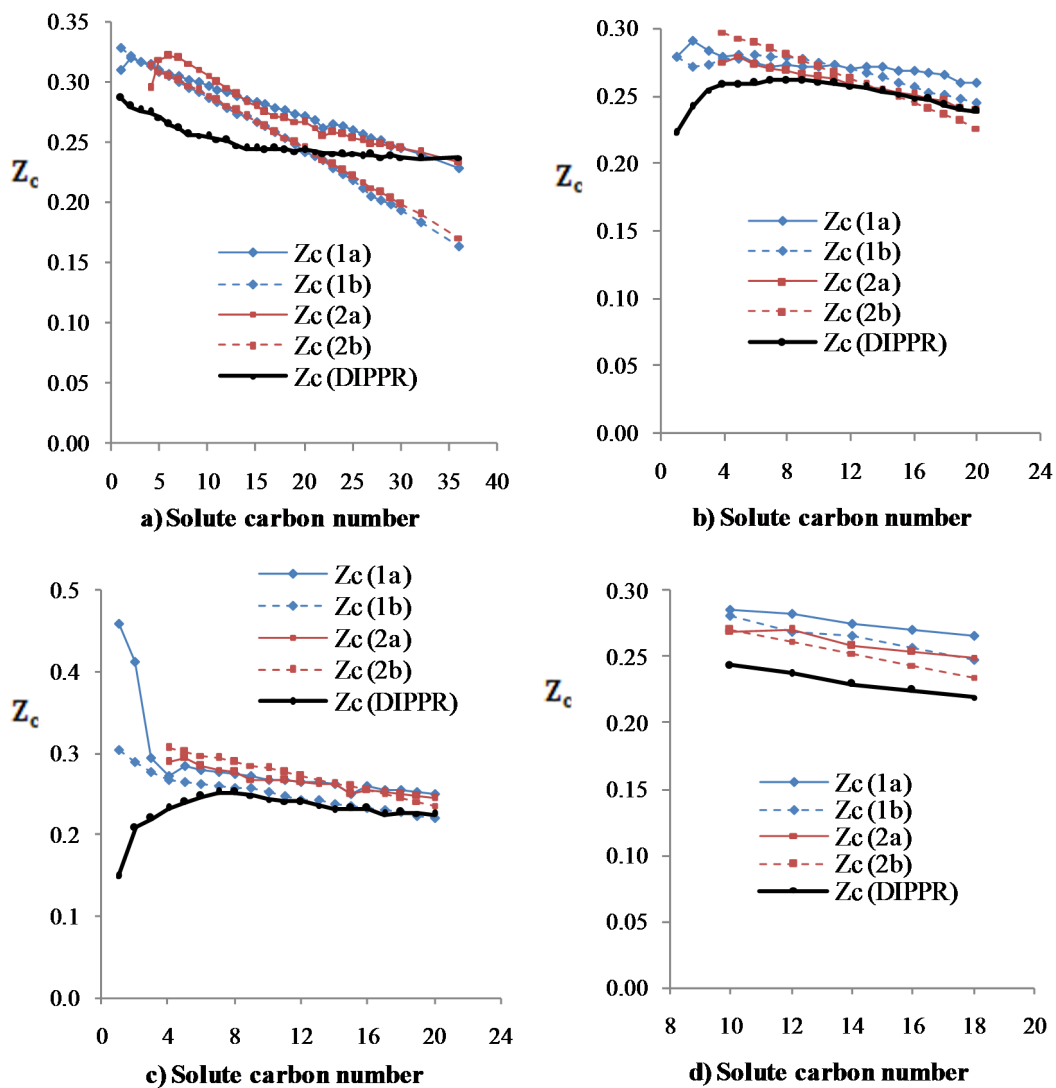 0.35
0.30
0.25
0.20
0.15
0.10
0.05
0.00
Zc
Zc (1a)
Zc (1b)
Zc (2a)
Zc (2b)
Zc (DIPPR)
0 5 10 15 20 25 30 35 40
a) Solute carbon number
0.30
0.25
0.20
0.15
0.10
0.05
0.00
Zc
Zc (1a)
Zc (1b)
Zc (2a)
Zc (2b)
Zc (DIPPR)
0 4 8 12 16 20 24
b) Solute carbon number
0.5
0.4
0.3
0.2
0.1
0.0
Zc
Zc (1a)
Zc (1b)
Zc (2a)
Zc (2b)
Zc (DIPPR)
0 4 8 12 16 20 24
c) Solute carbon number
0.30
0.25
0.20
0.15
0.10
0.05
0.00
Zc
Zc (1a)
Zc (1b)
Zc (2a)
Zc (2b)
Zc (DIPPR)
8 10 12 14 16 18 20
d) Solute carbon number